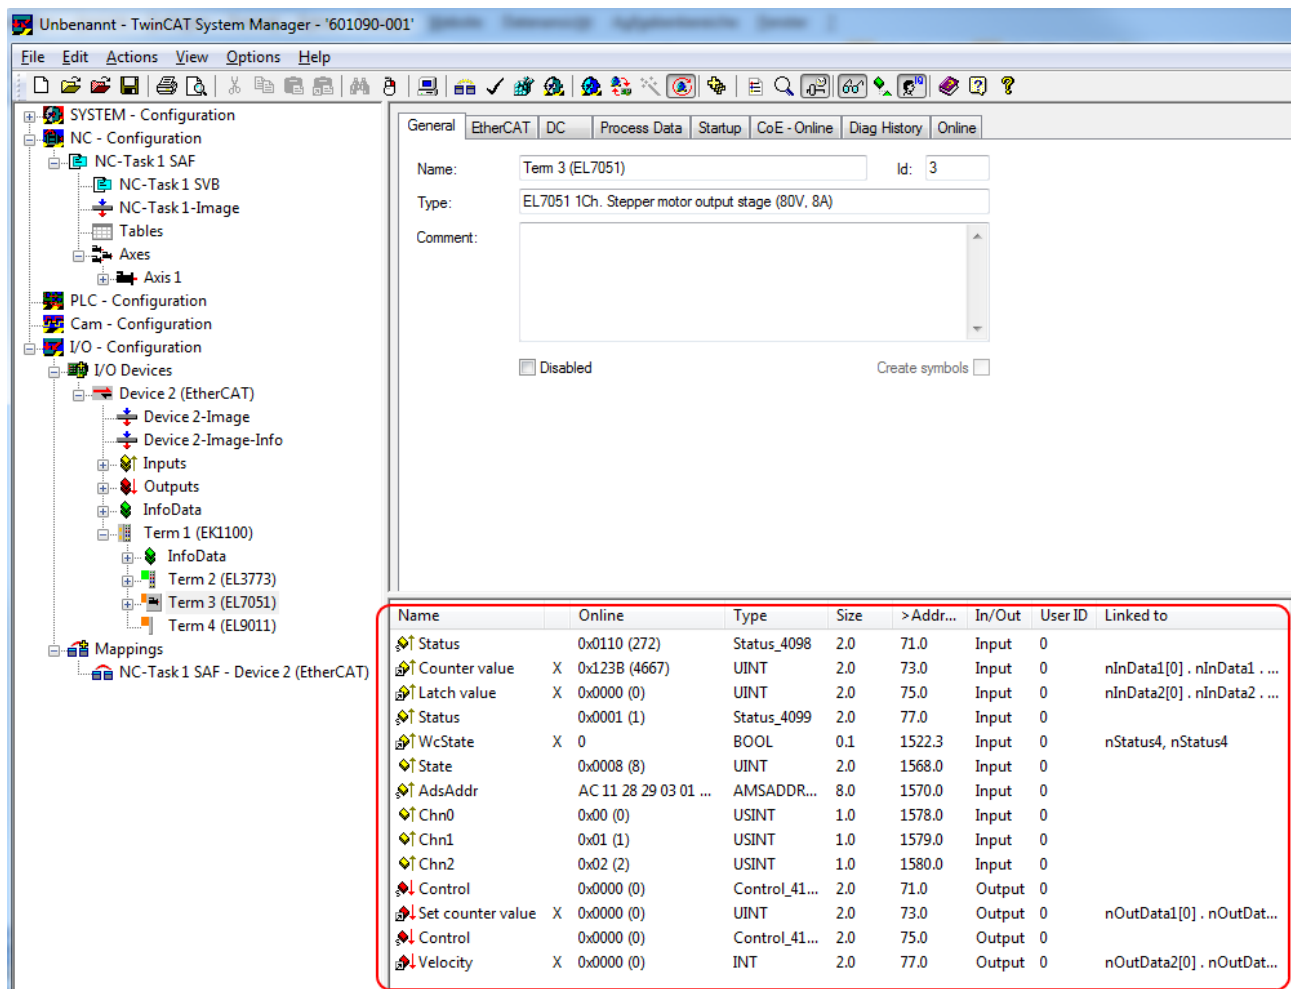 Unbenannt - TwinCAT System Manager - '601090-001'
File Edit Actions View Options Help
SYSTEM - Configuration
NC - Configuration
NC-Task 1 SAF
NC-Task 1 SVB
NC-Task 1-Image
Tables
Axes
Axis 1
PLC - Configuration
Cam - Configuration
I/O - Configuration
I/O Devices
Device 2 (EtherCAT)
Device 2-Image
Device 2-Image-Info
Inputs
Outputs
InfoData
Term 1 (EK1100)
InfoData
Term 2 (EL3773)
Term 3 (EL7051)
Term 4 (EL9011)
Mappings
NC-Task 1 SAF - Device 2 (EtherCAT)
General EtherCAT DC Process Data Startup CoE - Online Diag History Online
Name: Term 3 (EL7051) Id: 3
Type: EL7051 1Ch. Stepper motor output stage (80V, 8A)
Comment:
Disabled Create symbols
Name Online Type Size >Addr... In/Out User ID Linked to
Status 0x0110 (272) Status_4098 2.0 71.0 Input 0
Counter value X 0x123B (4667) UINT 2.0 73.0 Input 0 nInData1[0] . nInData1 . ...
Latch value X 0x0000 (0) UINT 2.0 75.0 Input 0 nInData2[0] . nInData2 . ...
Status 0x0001 (1) Status_4099 2.0 77.0 Input 0
WcState X 0 BOOL 0.1 1522.3 Input 0 nStatus4, nStatus4
State 0x0008 (8) UINT 2.0 1568.0 Input 0
AdsAddr AC 11 28 29 03 01 ... AMSADDR... 8.0 1570.0 Input 0
Chn0 0x00 (0) USINT 1.0 1578.0 Input 0
Chn1 0x01 (1) USINT 1.0 1579.0 Input 0
Chn2 0x02 (2) USINT 1.0 1580.0 Input 0
Control 0x0000 (0) Control_41... 2.0 71.0 Output 0
Set counter value X 0x0000 (0) UINT 2.0 73.0 Output 0 nOutData1[0] . nOutDat...
Control 0x0000 (0) Control_41... 2.0 75.0 Output 0
Velocity X 0x0000 (0) INT 2.0 77.0 Output 0 nOutData2[0] . nOutDat...